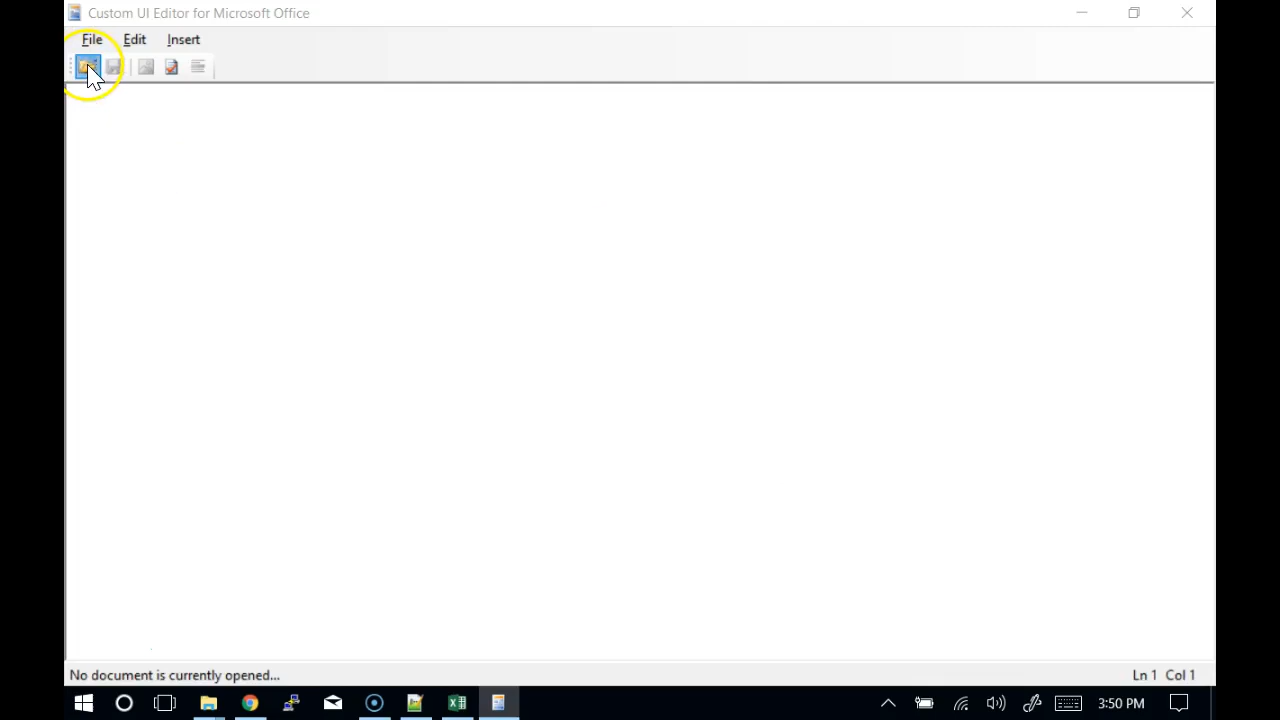 Custom UI Editor for Microsoft Office
File Edit Insert
No document is currently opened... Ln 1 Col 1
3:50 PM